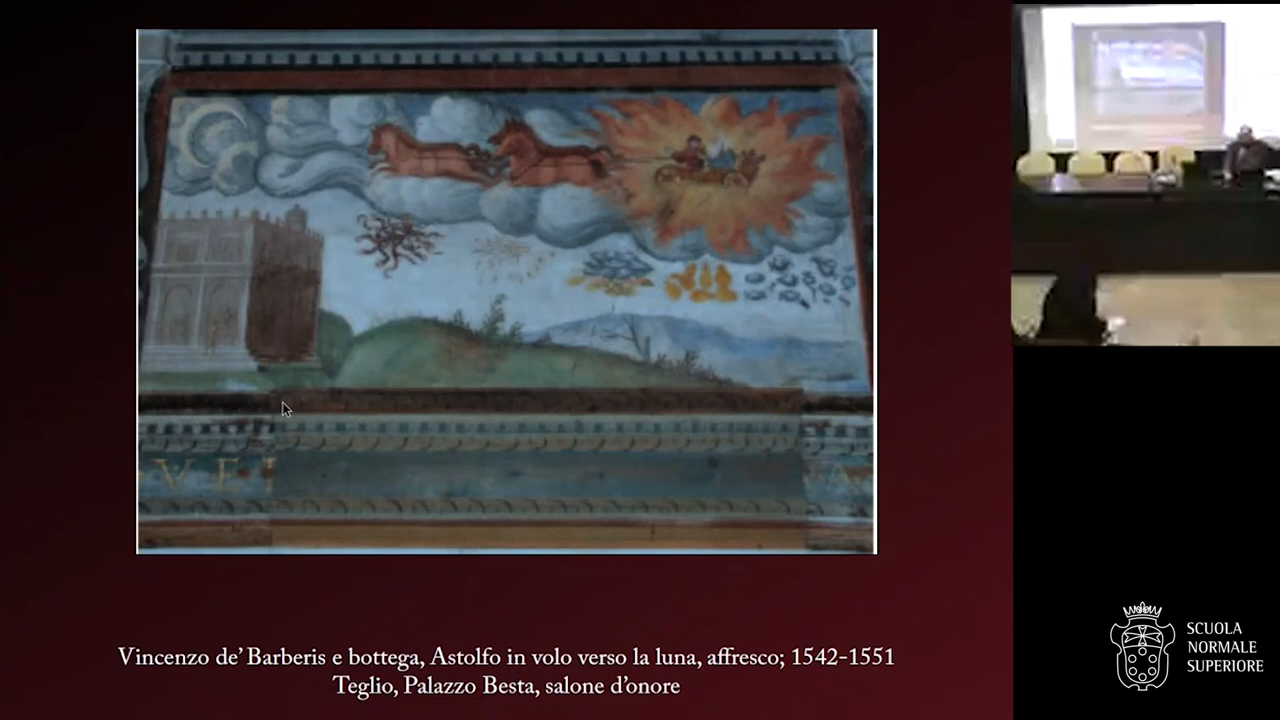 Vincenzo de' Barberis e bottega, Astolfo in volo verso la luna, affresco; 1542-1551
Teglio, Palazzo Besta, salone d'onore
SCUOLA
NORMALE
SUPERIORE